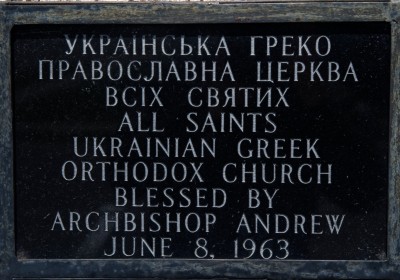 УКРАЇНСЬКА ГРЕКО
ПРАВОСЛАВНА ЦЕРКВА
ВСІХ СВЯТИХ
ALL SAINTS
UKRAINIAN GREEK
ORTHODOX CHURCH
BLESSED BY
ARCHBISHOP ANDREW
JUNE 8, 1963